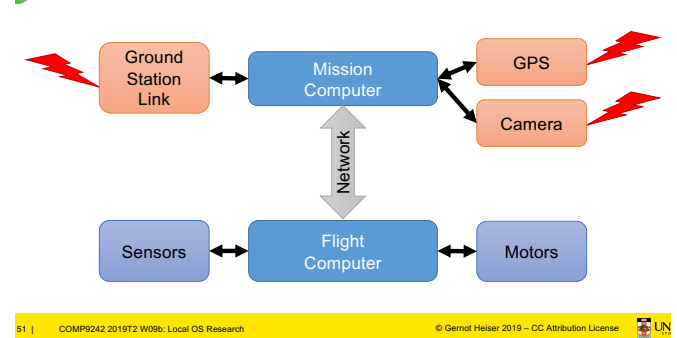 Ground
Station
Link
Mission
Computer
GPS
Camera
Network
Sensors
Flight
Computer
Motors
51 | COMP9242 2019T2 W09b: Local OS Research
© Gernot Heiser 2019 – CC Attribution License
UN